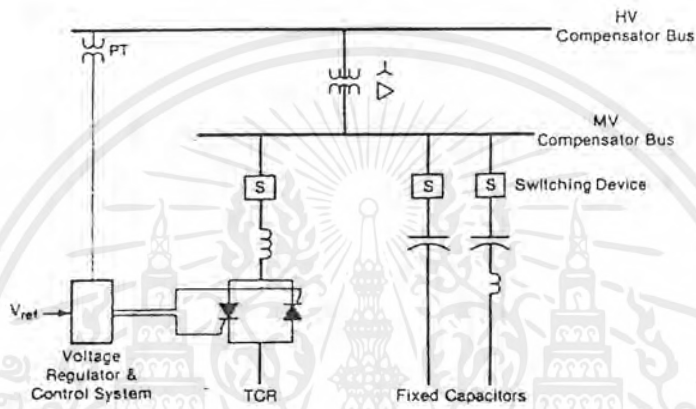 HV
Compensator Bus
PT
MV
Compensator Bus
S
S
S
Switching Device
Vref
Voltage
Regulator &
Control System
TCR
Fixed Capacitors